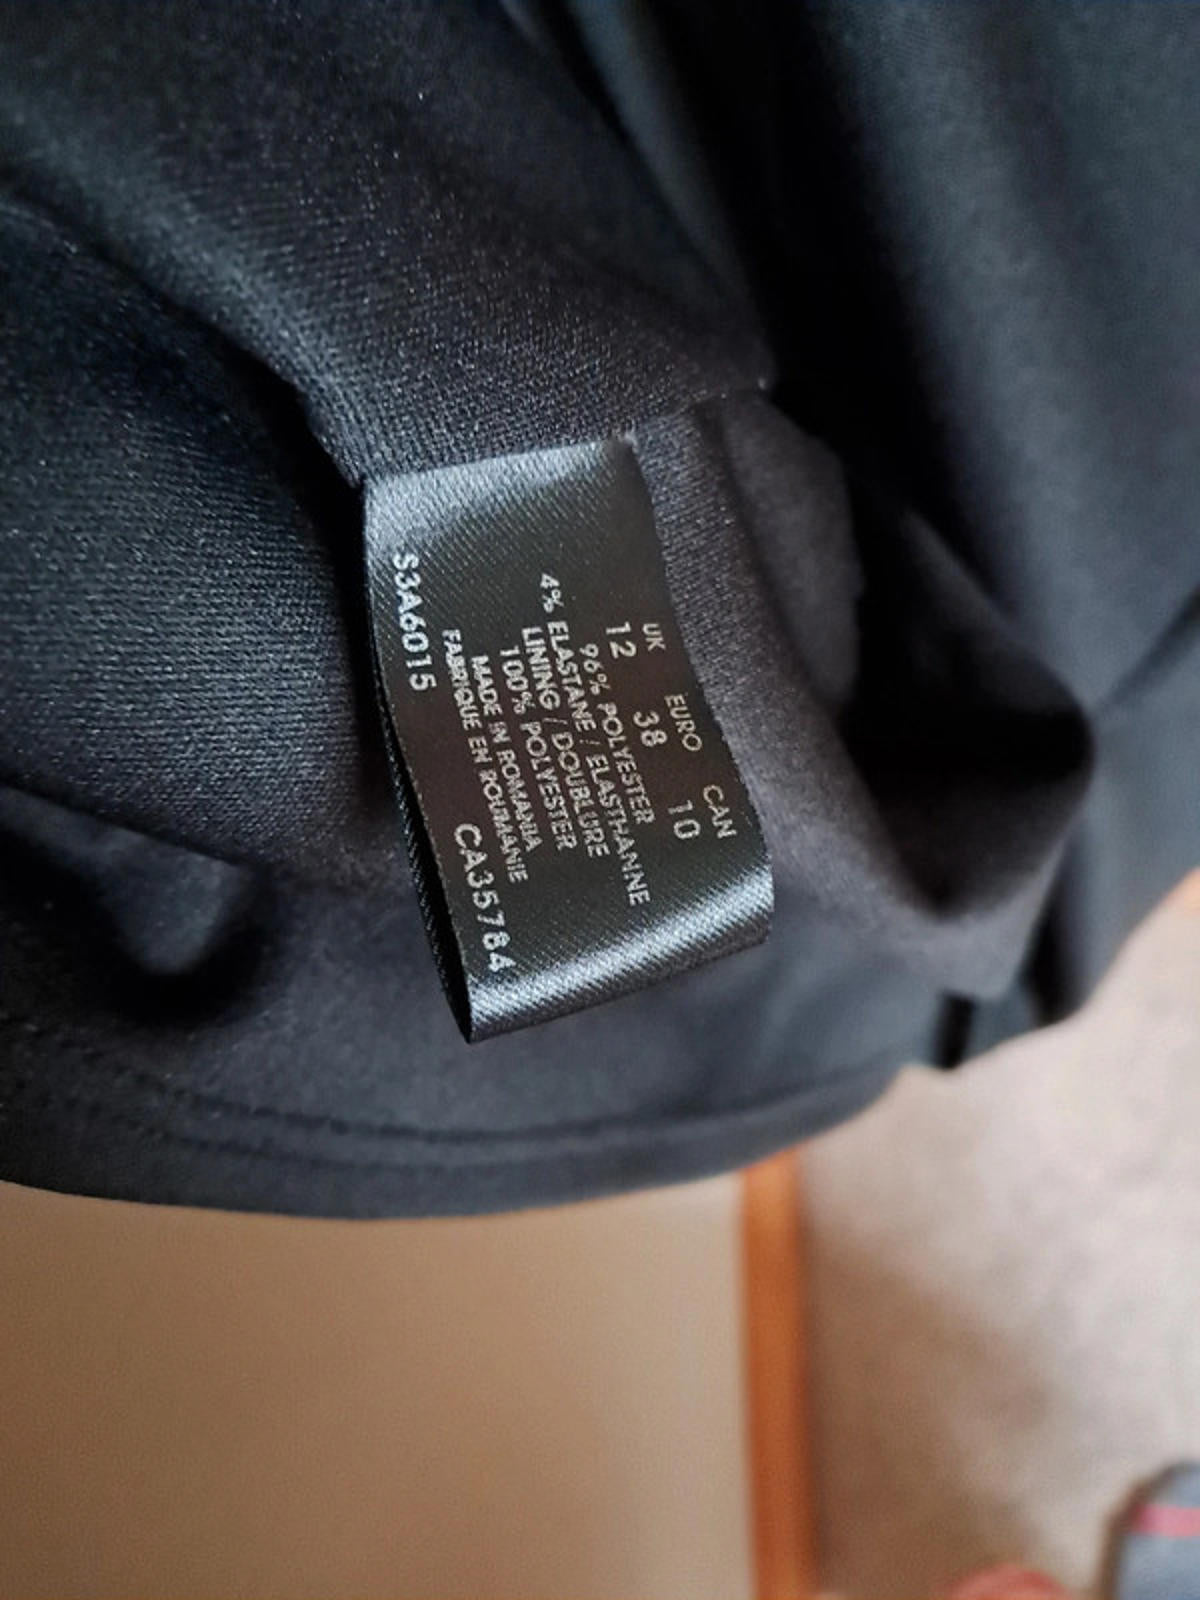 UK EURO CAN
12 38 10
96% POLYESTER
4% ELASTANE / ELASTHANNE
LINING / DOUBLURE
100% POLYESTER
MADE IN ROMANIA
FABRIQUE EN ROUMANIE
S3A6015 CA35784